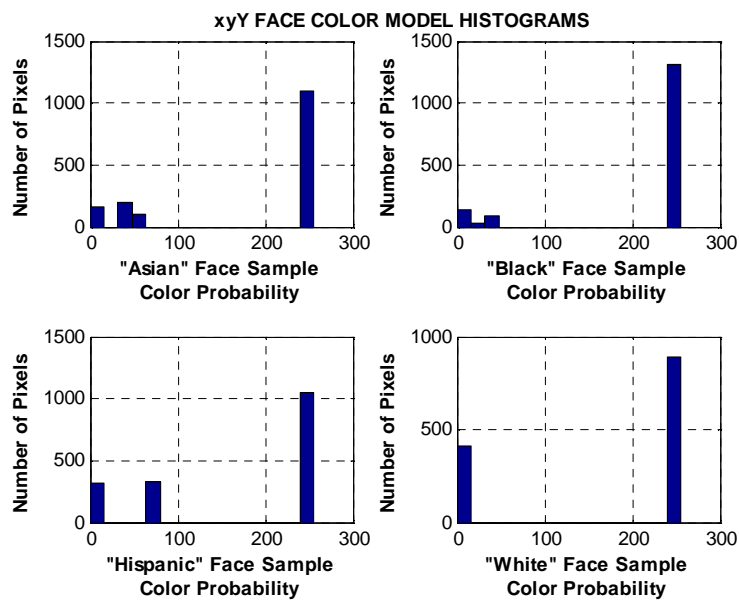 xyY FACE COLOR MODEL HISTOGRAMS
1500
1000
500
0
Number of Pixels
0 100 200 300
"Asian" Face Sample
Color Probability
1500
1000
500
0
Number of Pixels
0 100 200 300
"Black" Face Sample
Color Probability
1500
1000
500
0
Number of Pixels
0 100 200 300
"Hispanic" Face Sample
Color Probability
1000
500
0
Number of Pixels
0 100 200 300
"White" Face Sample
Color Probability